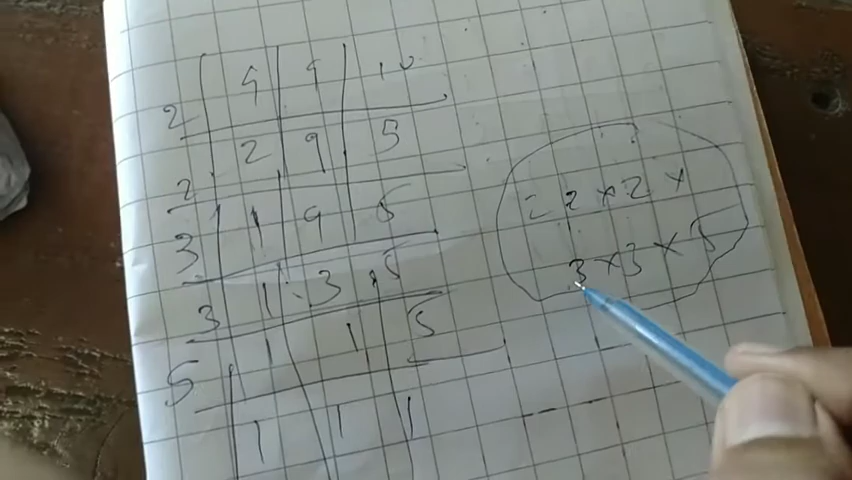 2 4 9 10
2 2 9 5
3 1 9 5
3 1 3 5
5 1 1 5
1 1 1
= 2 × 2 ×
3 × 3 × 5